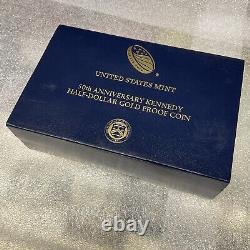 UNITED STATES MINT
50th ANNIVERSARY KENNEDY
HALF-DOLLAR GOLD PROOF COIN